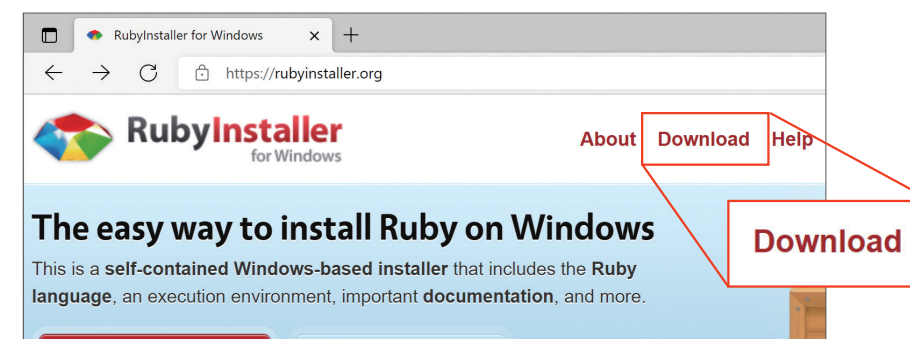 RubyInstaller for Windows
https://rubyinstaller.org
RubyInstaller
for Windows
About Download Help
Download
The easy way to install Ruby on Windows
This is a self-contained Windows-based installer that includes the Ruby
language, an execution environment, important documentation, and more.